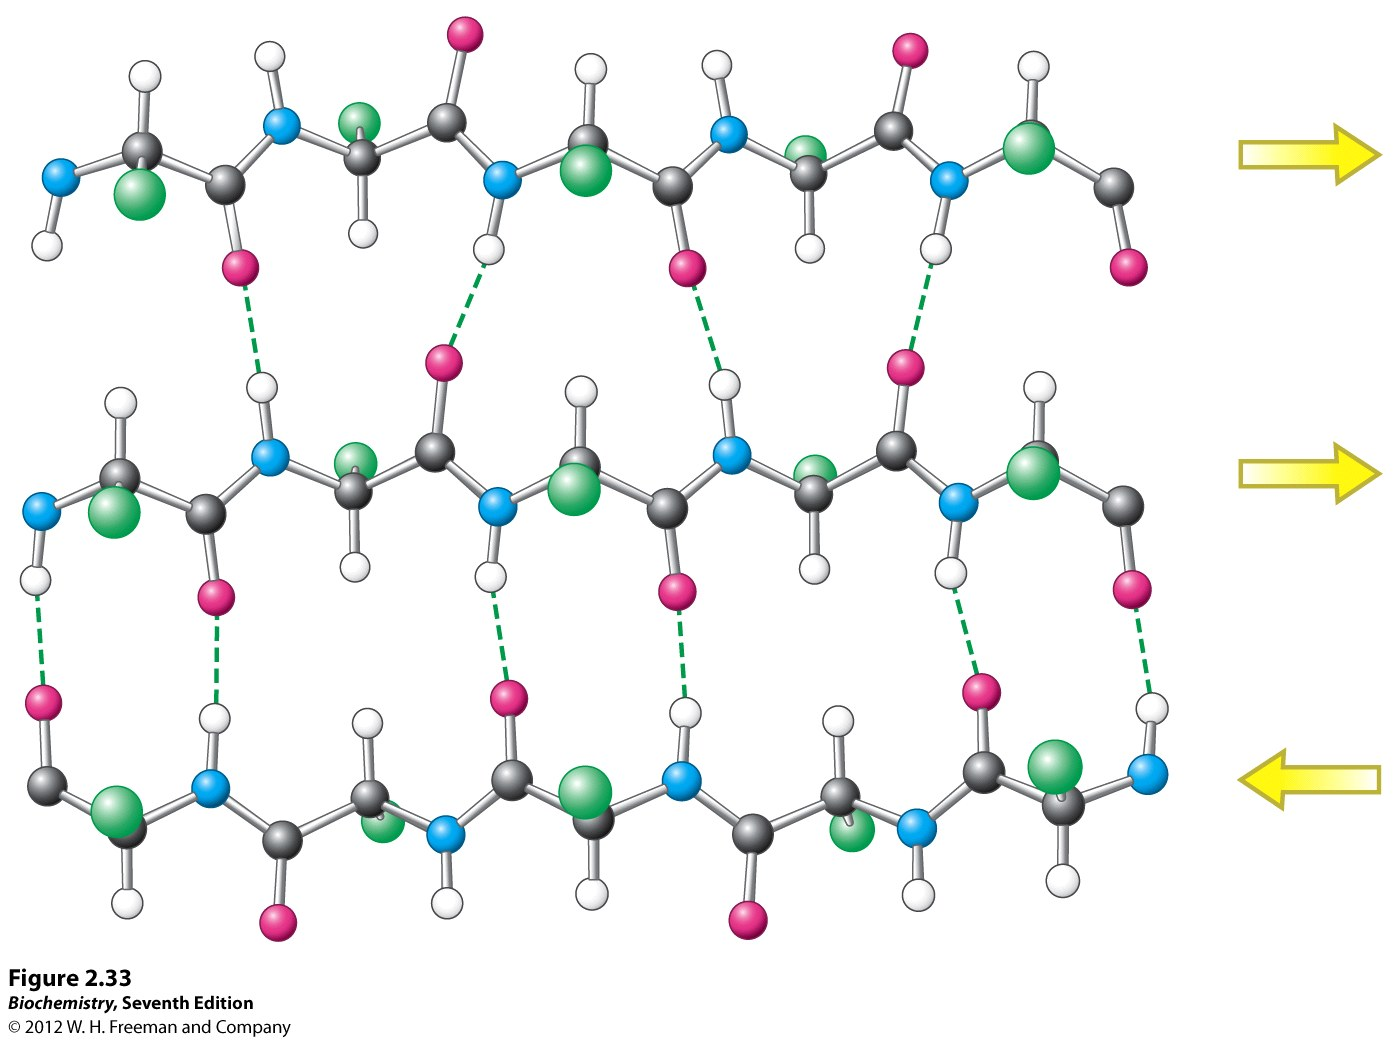 Figure 2.33
Biochemistry, Seventh Edition
© 2012 W. H. Freeman and Company